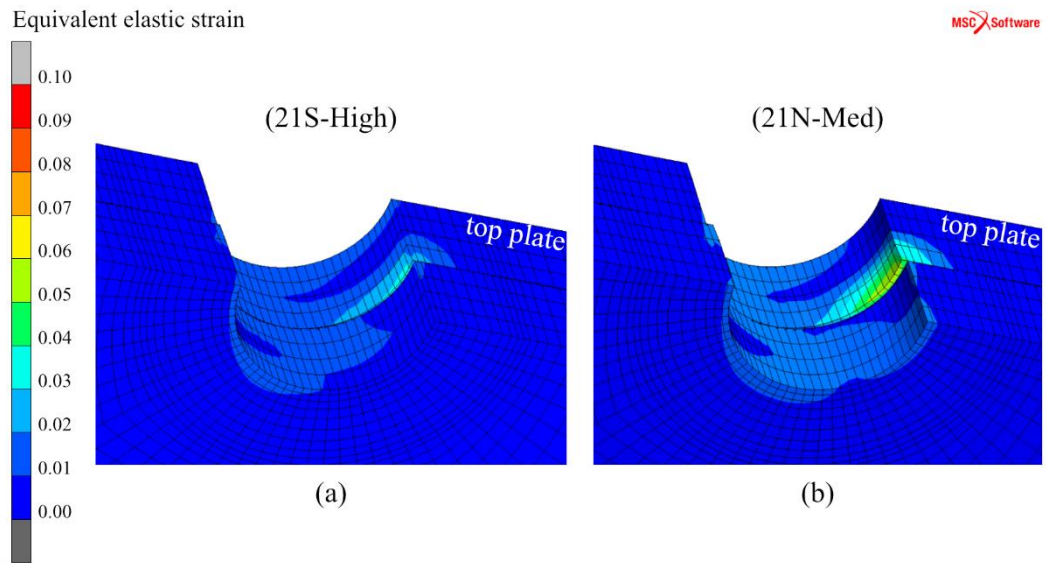 Equivalent elastic strain
MSC Software
0.10
0.09
0.08
0.07
0.06
0.05
0.04
0.03
0.02
0.01
0.00
(21S-High)
(21N-Med)
top plate
top plate
(a)
(b)